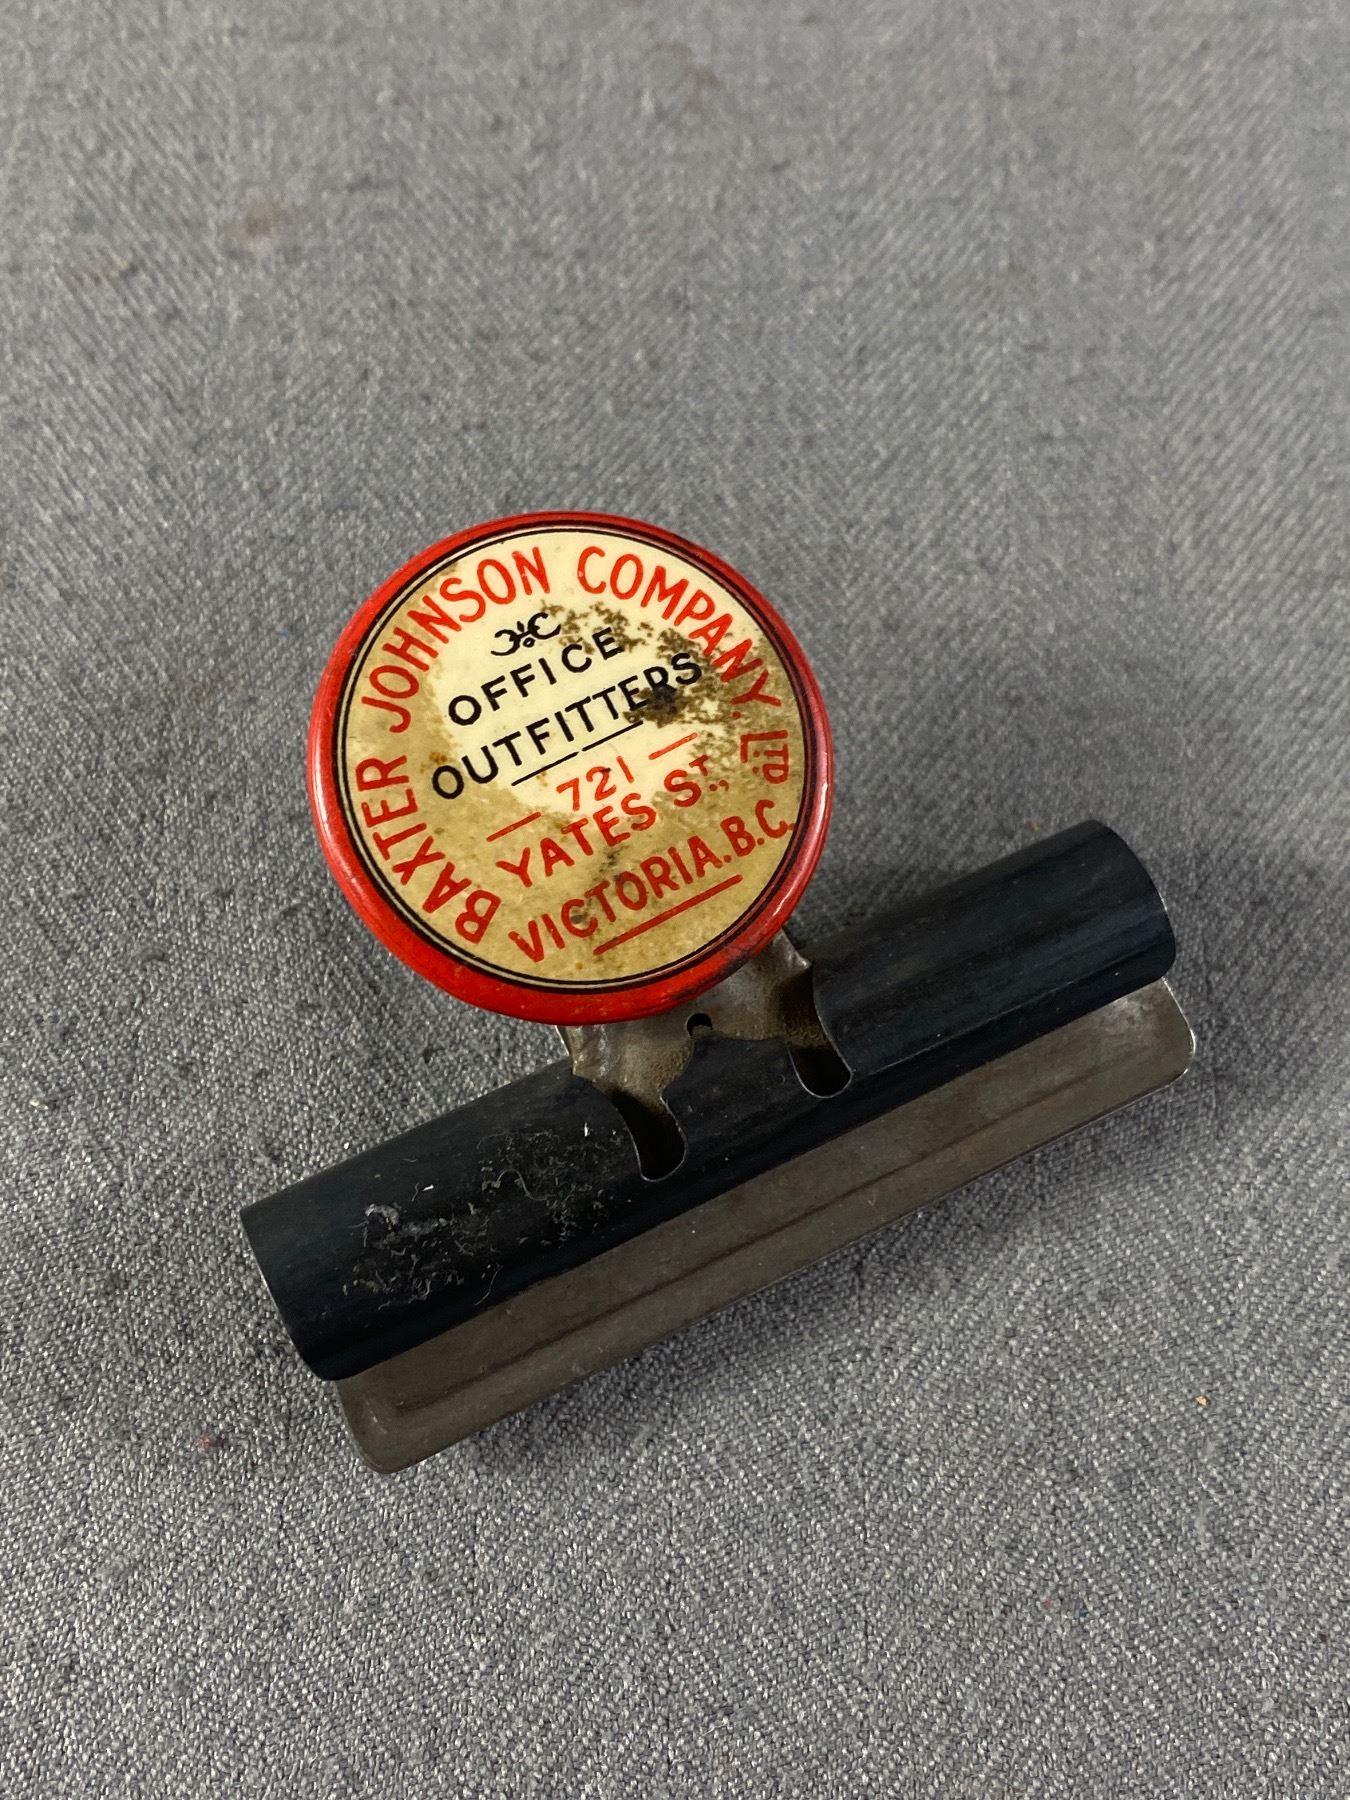 BAXTER JOHNSON COMPANY. LTD.
OFFICE
OUTFITTERS
721
YATES ST.,
VICTORIA. B.C.